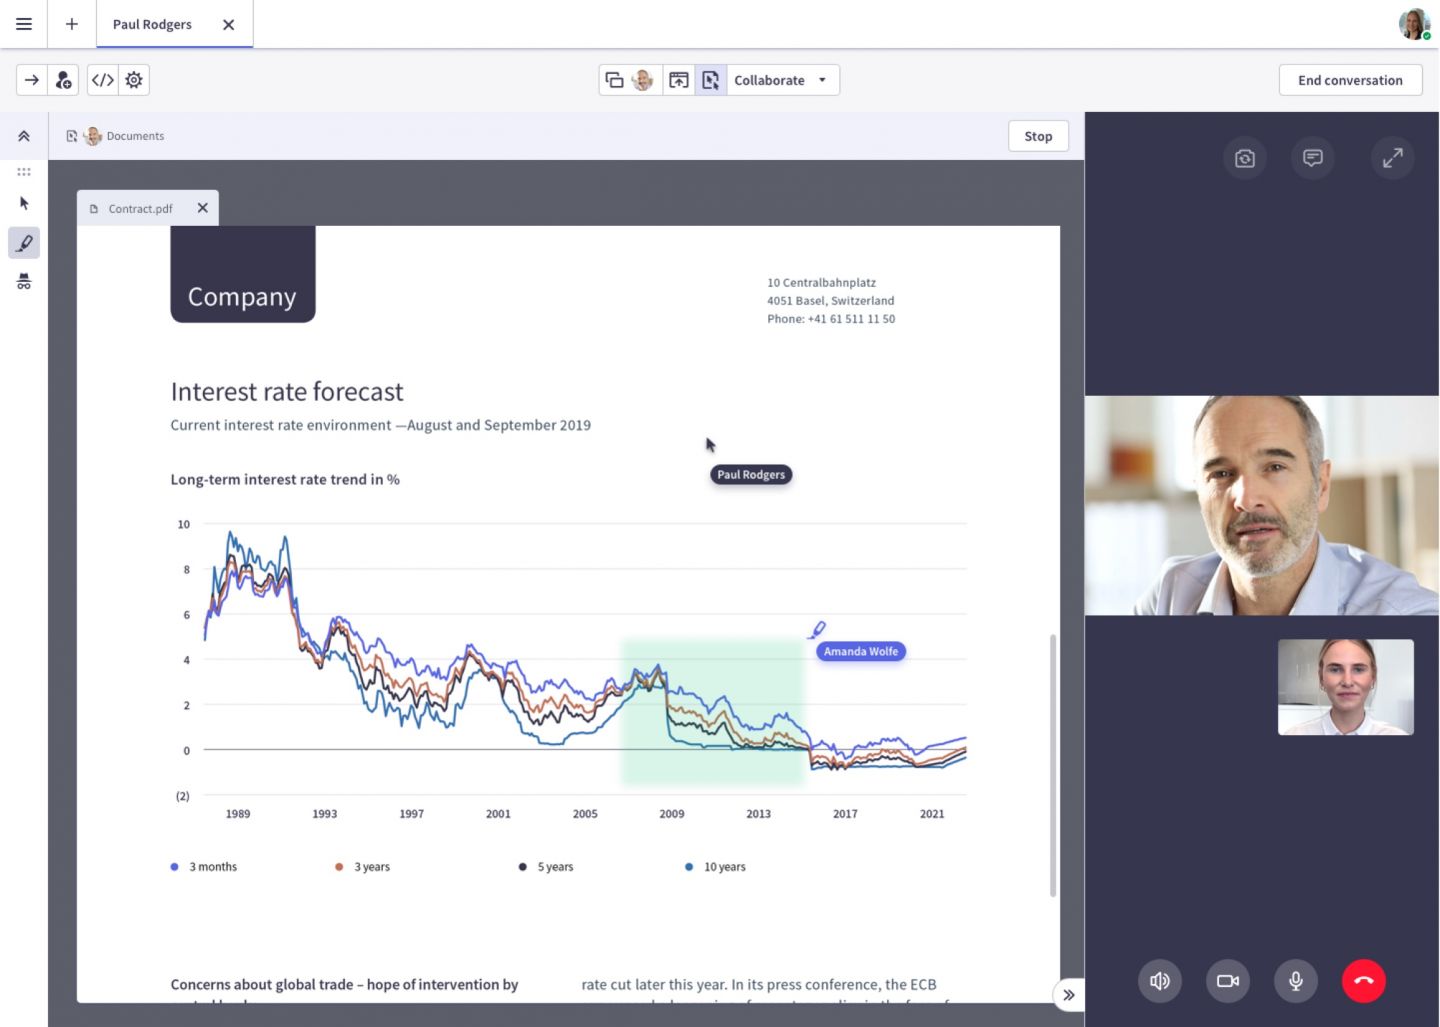 Paul Rodgers
Collaborate
End conversation
Documents
Stop
Contract.pdf
Company
10 Centralbahnplatz
4051 Basel, Switzerland
Phone: +41 61 511 11 50
Interest rate forecast
Current interest rate environment —August and September 2019
Paul Rodgers
Long-term interest rate trend in %
10
8
6
4
2
0
(2)
Amanda Wolfe
1989 1993 1997 2001 2005 2009 2013 2017 2021
3 months 3 years 5 years 10 years
Concerns about global trade – hope of intervention by
rate cut later this year. In its press conference, the ECB